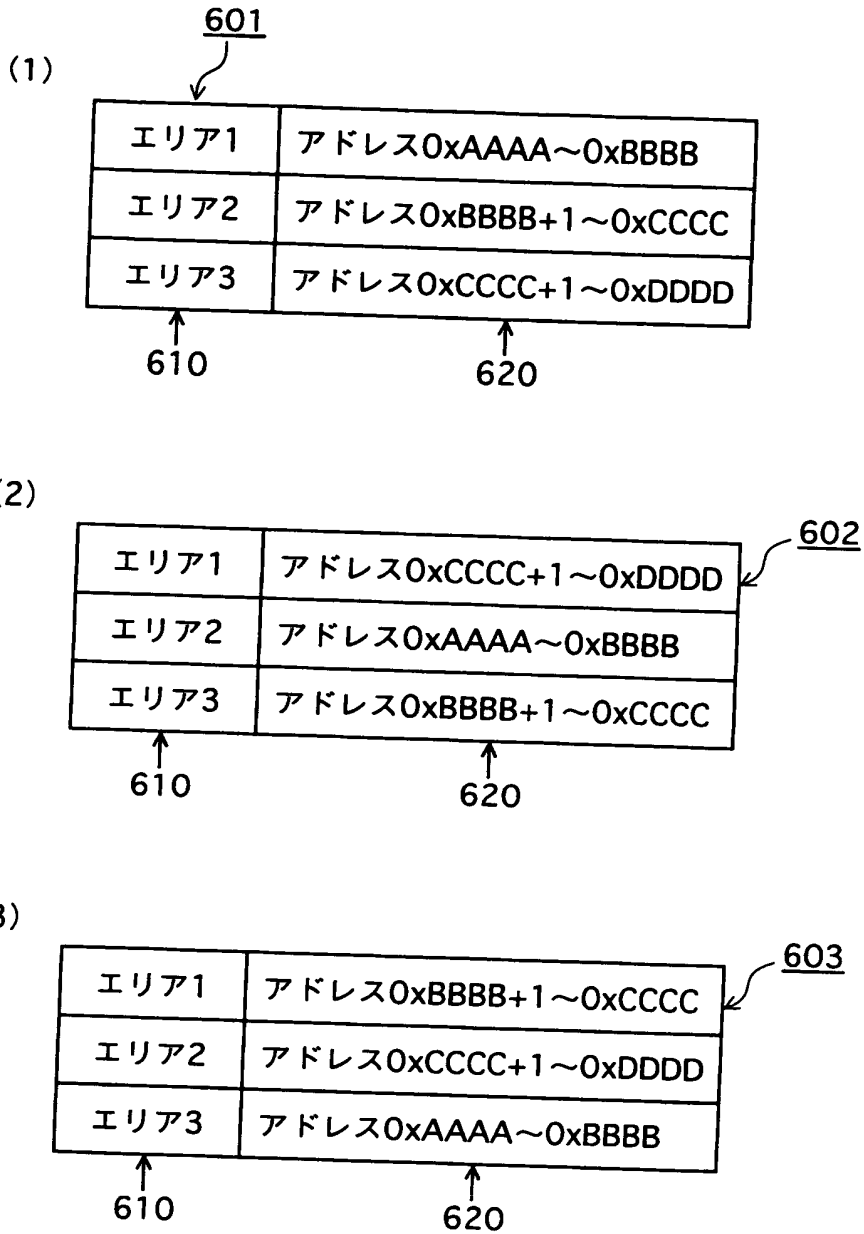 601
(1)
エリア1 アドレス0xAAAA～0xBBBB
エリア2 アドレス0xBBBB+1～0xCCCC
エリア3 アドレス0xCCCC+1～0xDDDD
610 620
2)
602
エリア1 アドレス0xCCCC+1～0xDDDD
エリア2 アドレス0xAAAA～0xBBBB
エリア3 アドレス0xBBBB+1～0xCCCC
610 620
3)
603
エリア1 アドレス0xBBBB+1～0xCCCC
エリア2 アドレス0xCCCC+1～0xDDDD
エリア3 アドレス0xAAAA～0xBBBB
610 620